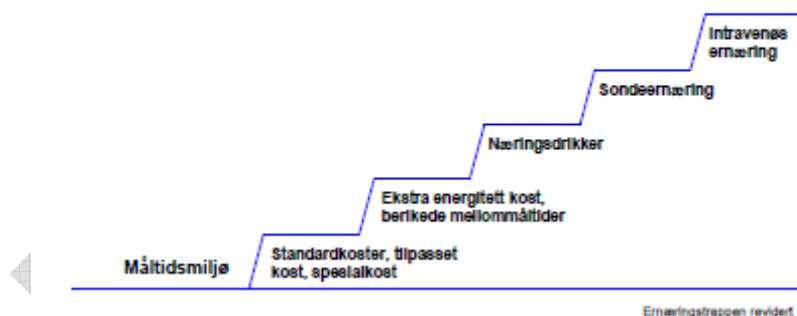 Intravenøs
ernæring
Sondeernæring
Næringsdrikker
Ekstra energitett kost,
berikede mellommåltider
Måltidsmiljø
Standardkoster, tilpasset
kost, spesialkost
Ernæringstrappen revidert